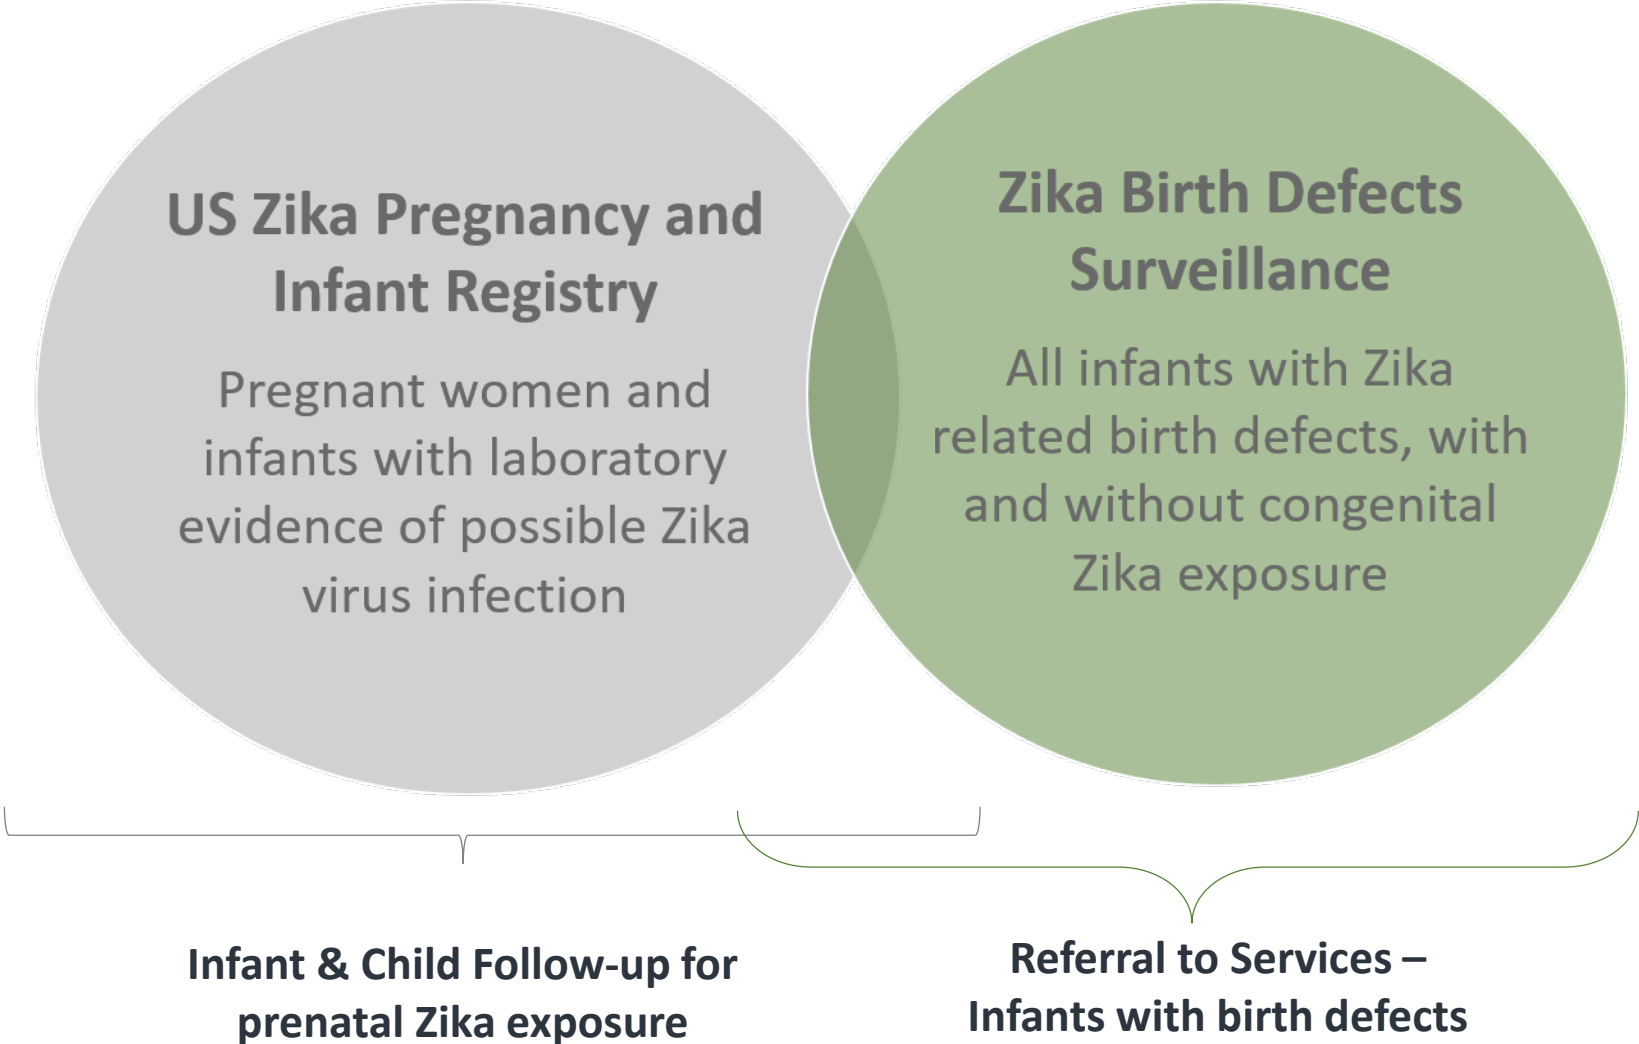 US Zika Pregnancy and
Infant Registry
Pregnant women and
infants with laboratory
evidence of possible Zika
virus infection
Zika Birth Defects
Surveillance
All infants with Zika
related birth defects, with
and without congenital
Zika exposure
Infant & Child Follow-up for
prenatal Zika exposure
Referral to Services –
Infants with birth defects